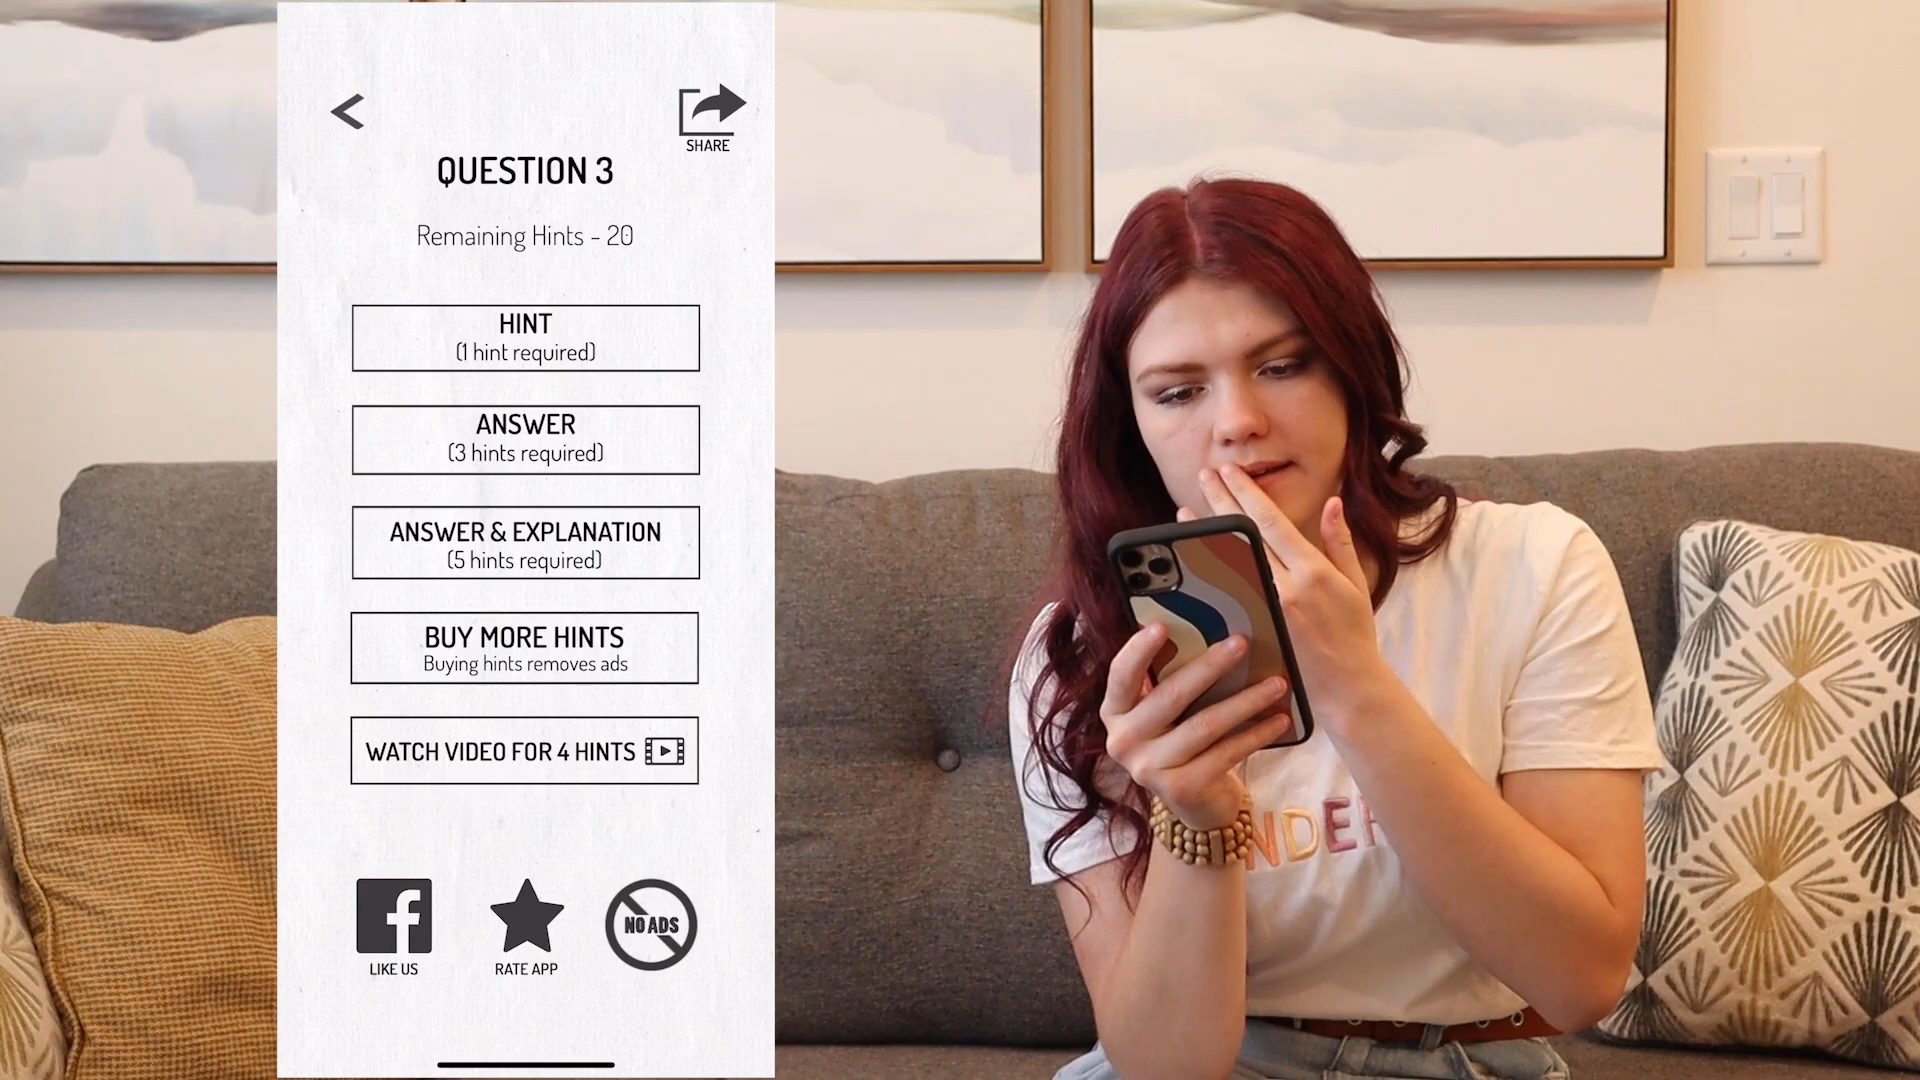 SHARE
QUESTION 3
Remaining Hints - 20
HINT
(1 hint required)
ANSWER
(3 hints required)
ANSWER & EXPLANATION
(5 hints required)
BUY MORE HINTS
Buying hints removes ads
WATCH VIDEO FOR 4 HINTS
LIKE US
RATE APP
NO ADS